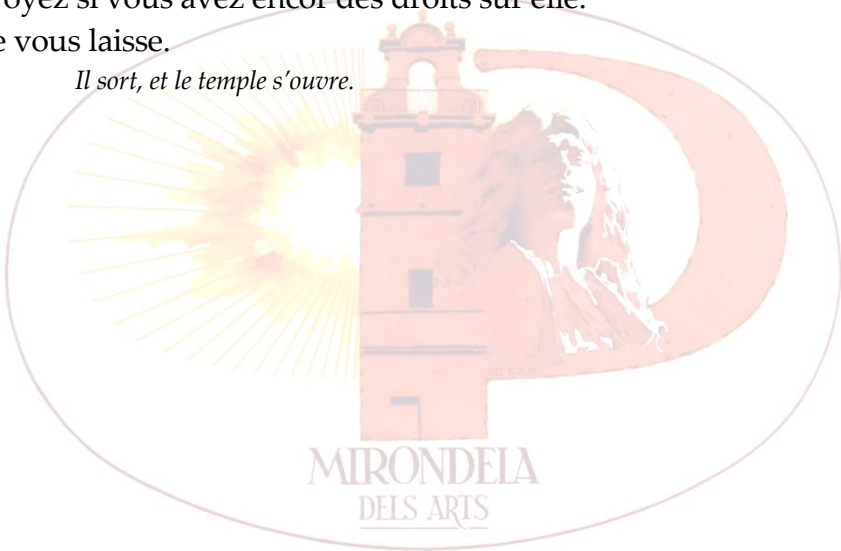 oyez si vous avez encor des droits sur elle.
e vous laisse.
Il sort, et le temple s’ouvre.
MIRONDELA
DELS ARTS